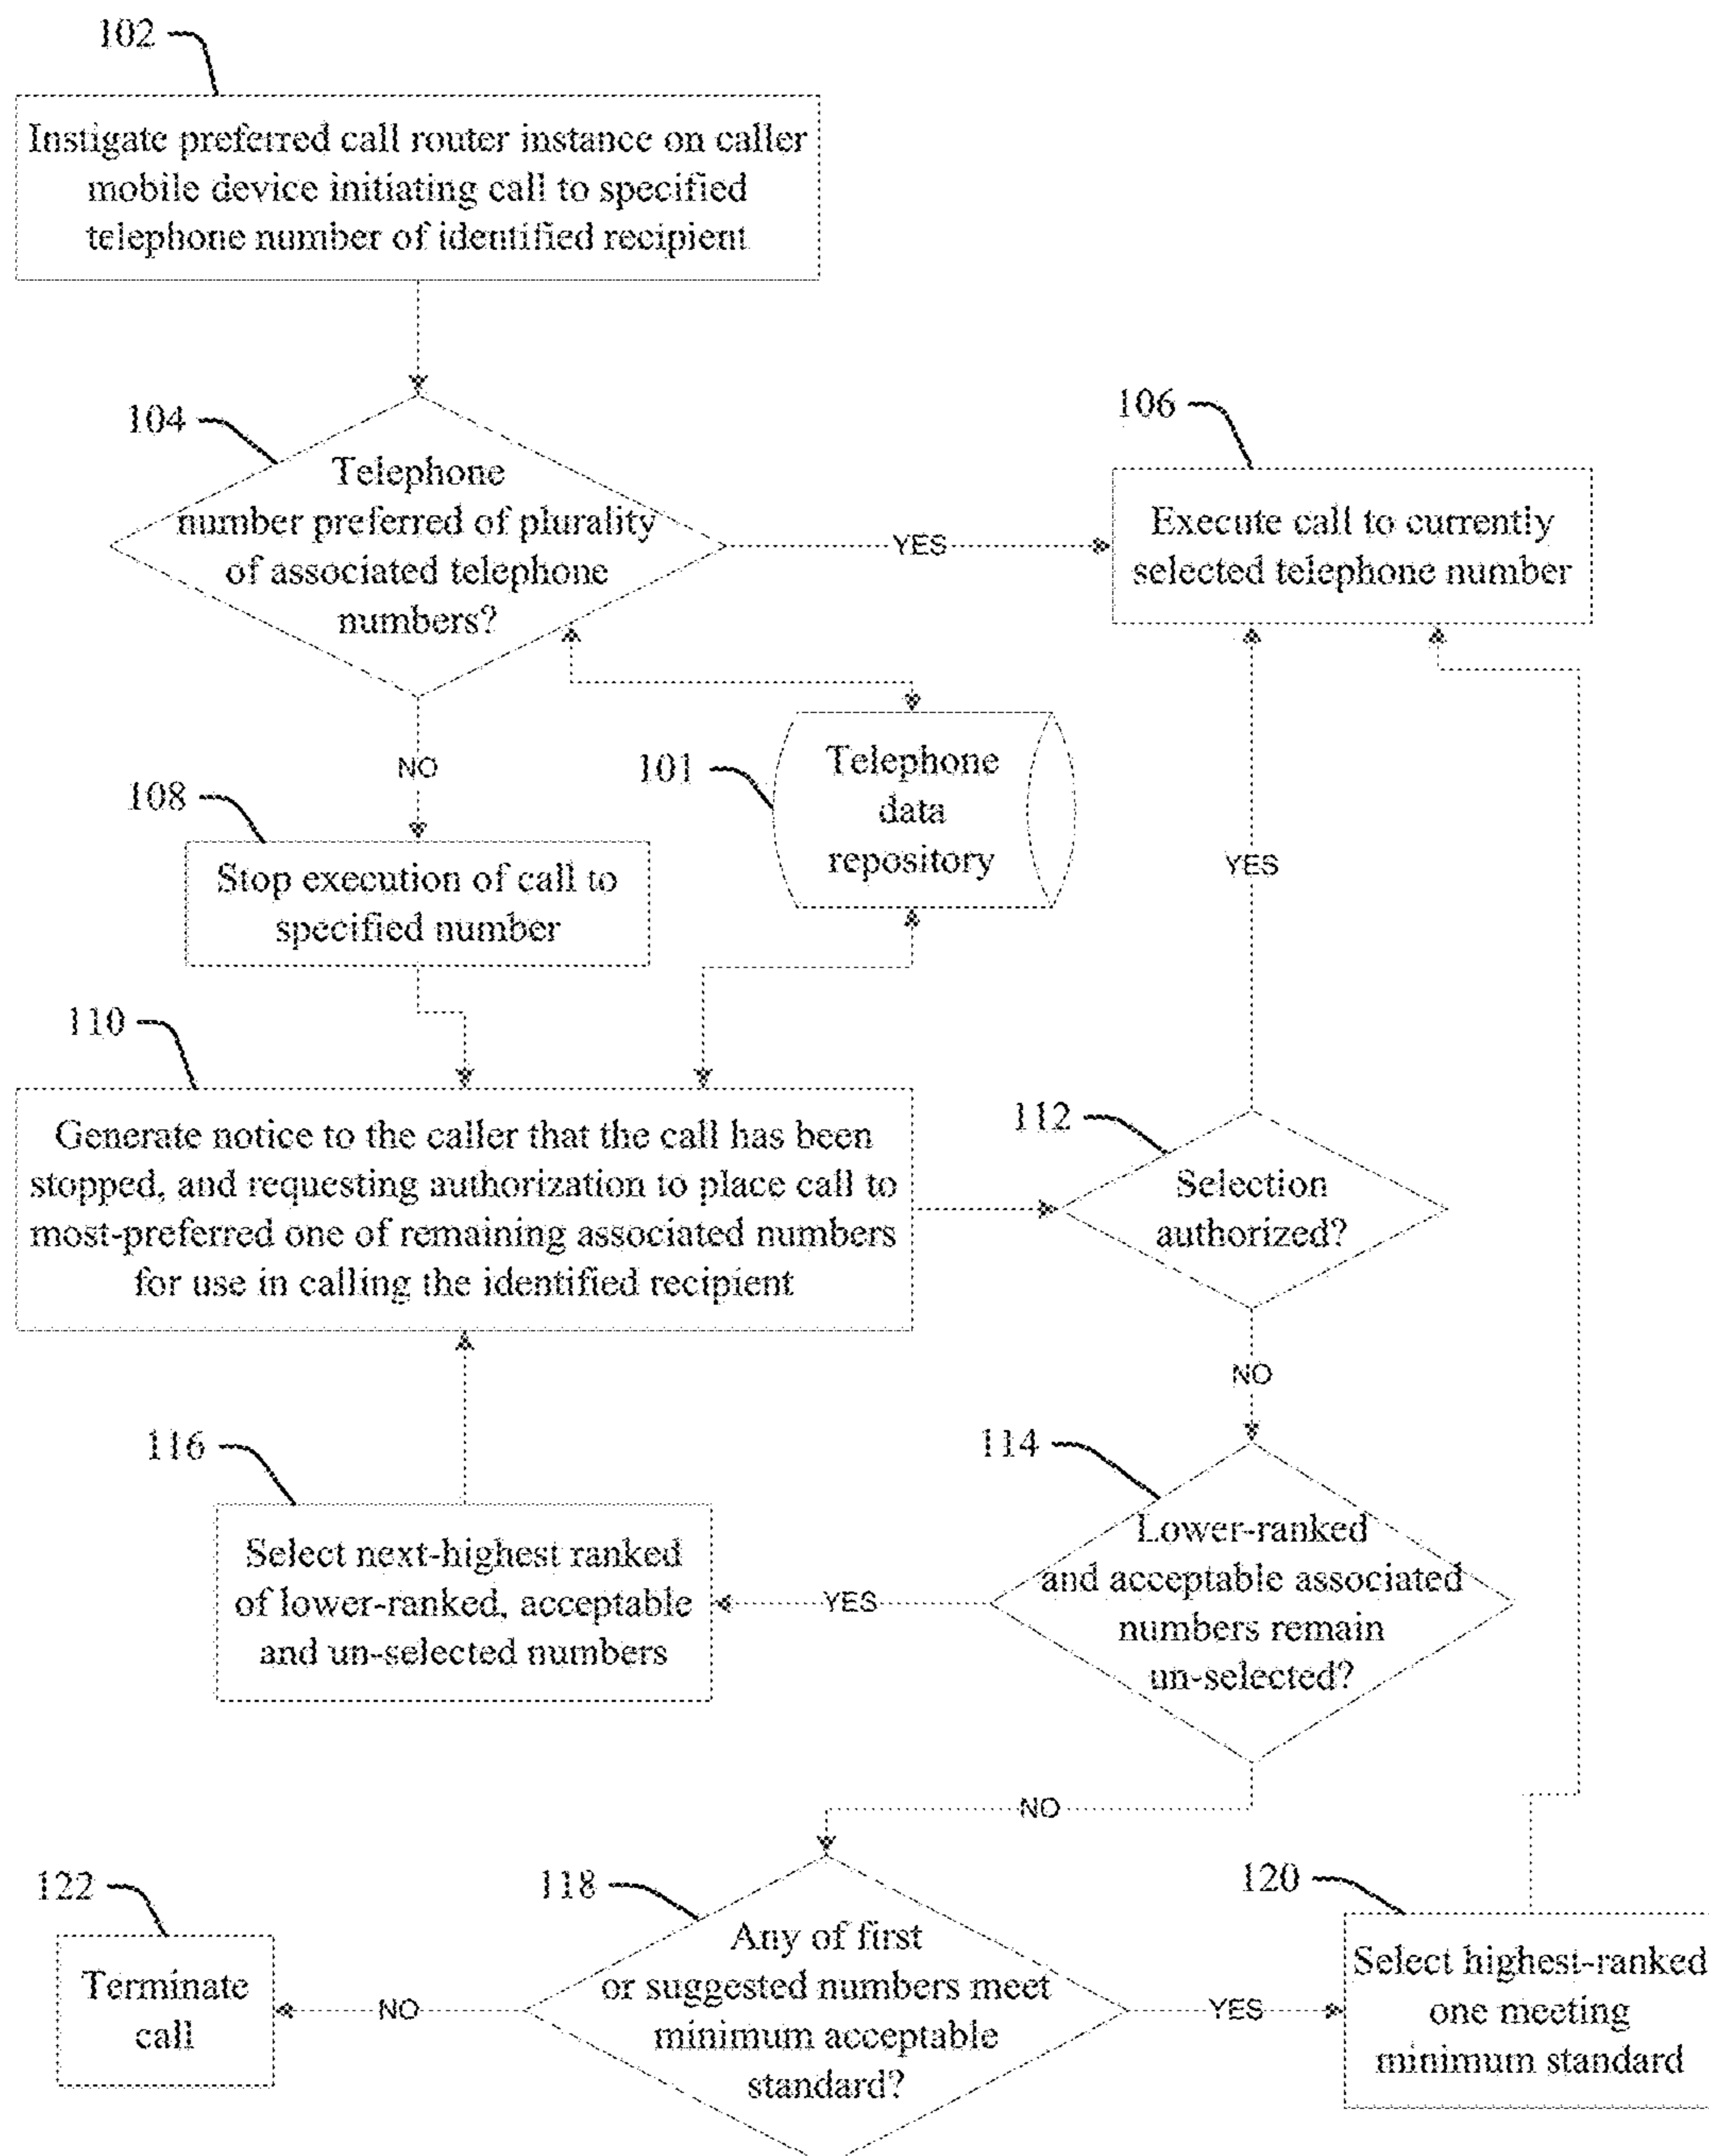 102
Instigate preferred call router instance on caller
mobile device initiating call to specified
telephone number of identified recipient
104
Telephone
number preferred of plurality
of associated telephone
numbers?
YES
106
Execute call to currently
selected telephone number
NO
101
Telephone
data
repository
108
Stop execution of call to
specified number
YES
110
Generate notice to the caller that the call has been
stopped, and requesting authorization to place call to
most-preferred one of remaining associated numbers
for use in calling the identified recipient
112
Selection
authorized?
NO
116
Select next-highest ranked
of lower-ranked, acceptable
and un-selected numbers
YES
114
Lower-ranked
and acceptable associated
numbers remain
un-selected?
NO
122
Terminate
call
NO
118
Any of first
or suggested numbers meet
minimum acceptable
standard?
YES
120
Select highest-ranked
one meeting
minimum standard